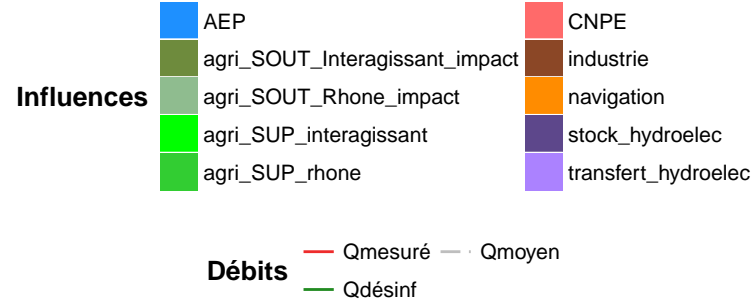 AEP
CNPE
agri_SOUT_Interagissant_impact
industrie
Influences
agri_SOUT_Rhone_impact
navigation
agri_SUP_interagissant
stock_hydroelec
agri_SUP_rhone
transfert_hydroelec
Débits
Qmesuré
Qmoyen
Qdésinf